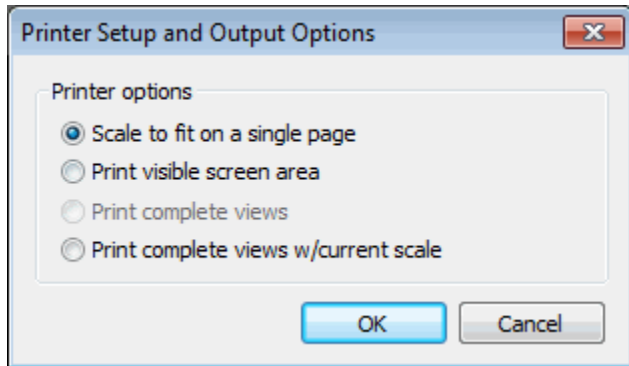 Printer Setup and Output Options
Printer options
Scale to fit on a single page
Print visible screen area
Print complete views
Print complete views w/current scale
OK Cancel